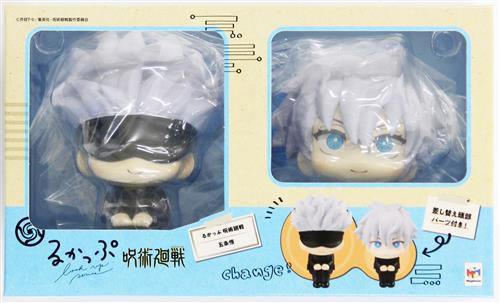 ©芥見下々/集英社・呪術廻戦製作委員会
るかっぷ
look up series
呪術廻戦
るかっぷ 呪術廻戦
五条悟
change!
差し替え頭部
パーツ付き!
MegaHouse